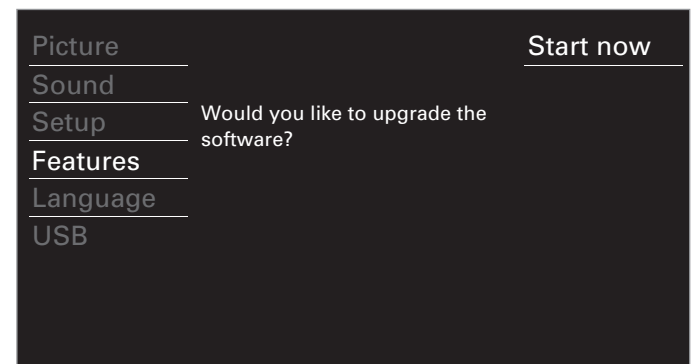 Picture
Sound
Setup
Features
Language
USB
Would you like to upgrade the
software?
Start now